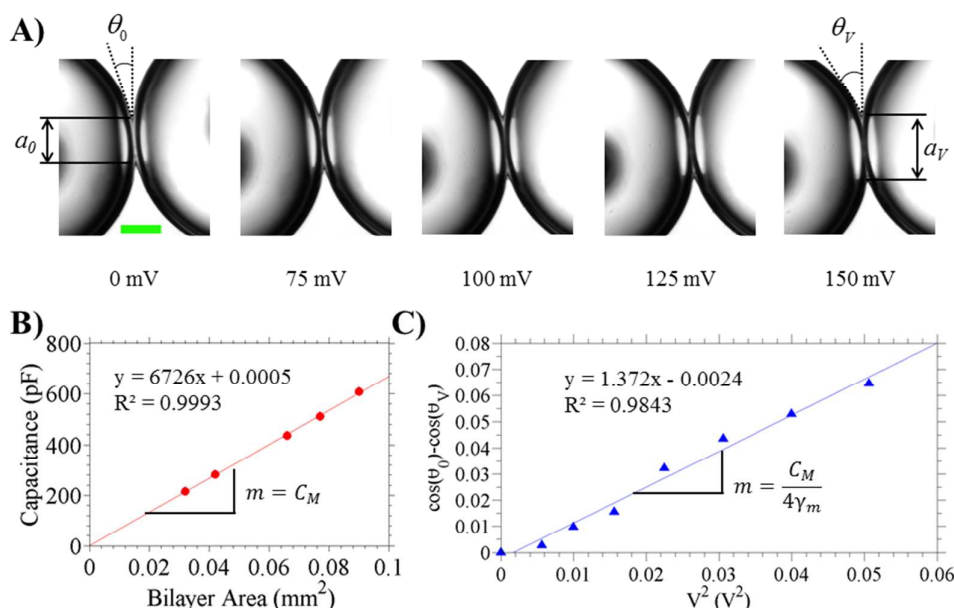 A)
θ0
θV
a0
aV
0 mV
75 mV
100 mV
125 mV
150 mV
B)
800
600
400
200
0
Capacitance (pF)
y = 6726x + 0.0005
R² = 0.9993
m = CM
0 0.02 0.04 0.06 0.08 0.1
Bilayer Area (mm²)
C)
0.08
0.07
0.06
0.05
0.04
0.03
0.02
0.01
0
cos(θ0)-cos(θV)
y = 1.372x - 0.0024
R² = 0.9843
m = CM/4γm
0 0.01 0.02 0.03 0.04 0.05 0.06
V² (V²)